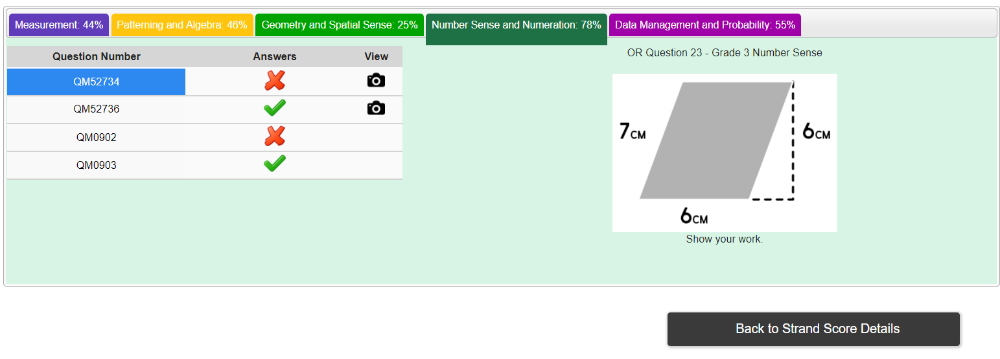 Measurement: 44% Patterning and Algebra: 46% Geometry and Spatial Sense: 25% Number Sense and Numeration: 78% Data Management and Probability: 55%
Question Number Answers View
QM52734
QM52736
QM0902
QM0903
OR Question 23 - Grade 3 Number Sense
7CM
6CM
6CM
Show your work.
Back to Strand Score Details